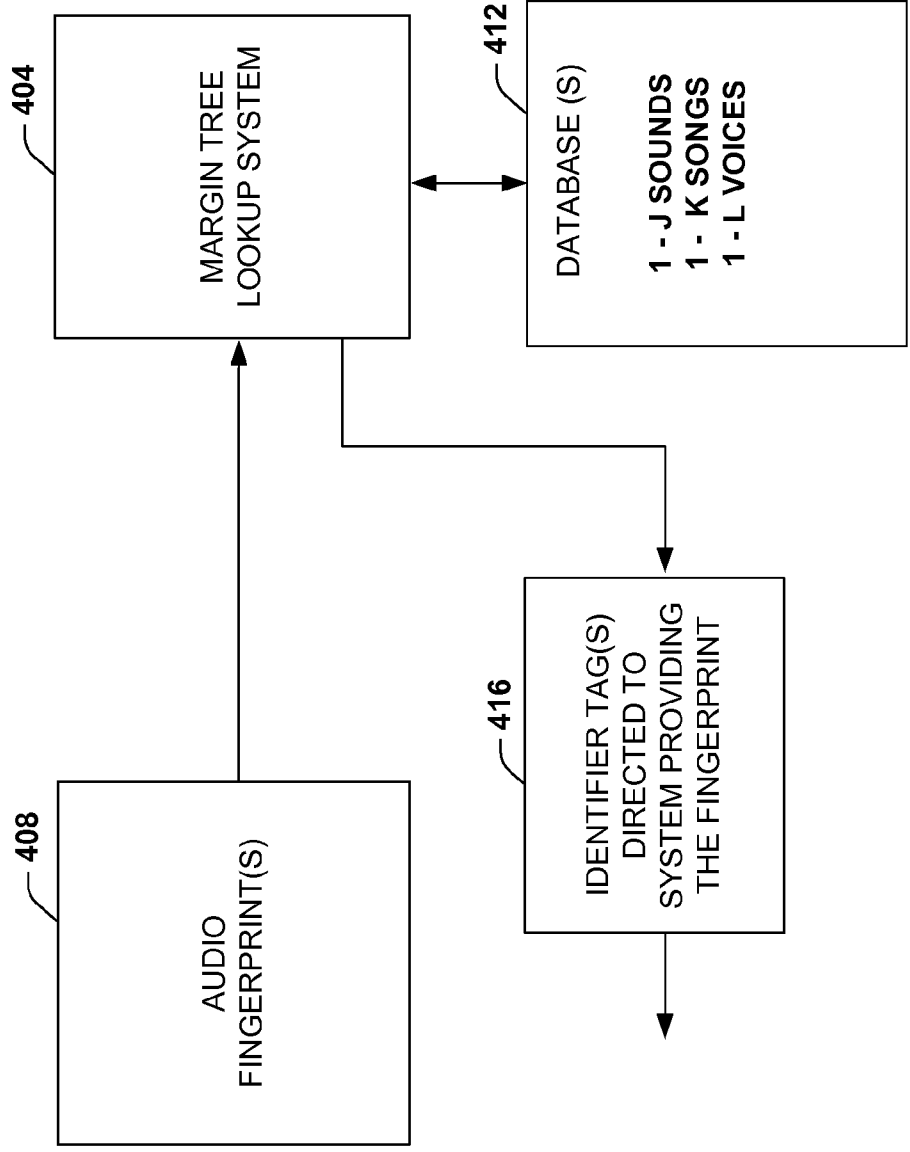 408
AUDIO
FINGERPRINT(S)
404
MARGIN TREE
LOOKUP SYSTEM
416
IDENTIFIER TAG(S)
DIRECTED TO
SYSTEM PROVIDING
THE FINGERPRINT
412
DATABASE (S)
1 - J SOUNDS
1 - K SONGS
1 - L VOICES